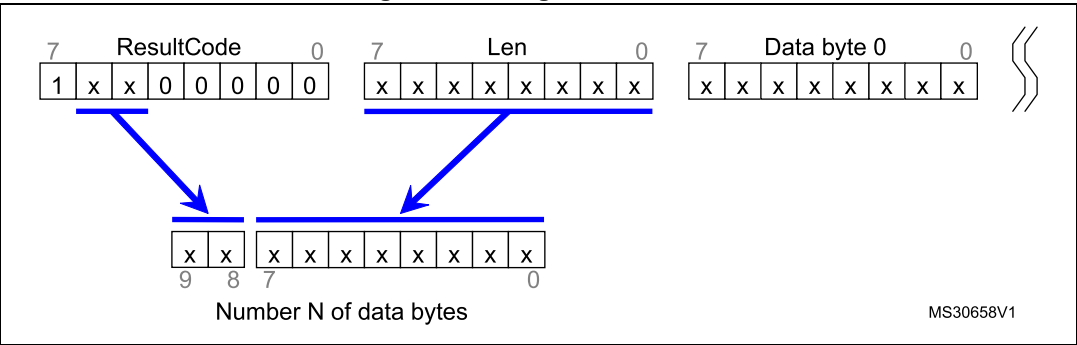 7 ResultCode 0 7 Len 0 7 Data byte 0 0
1 x x 0 0 0 0 0 x x x x x x x x x x x x x x x x
x x x x x x x x x x
9 8 7 0
Number N of data bytes
MS30658V1